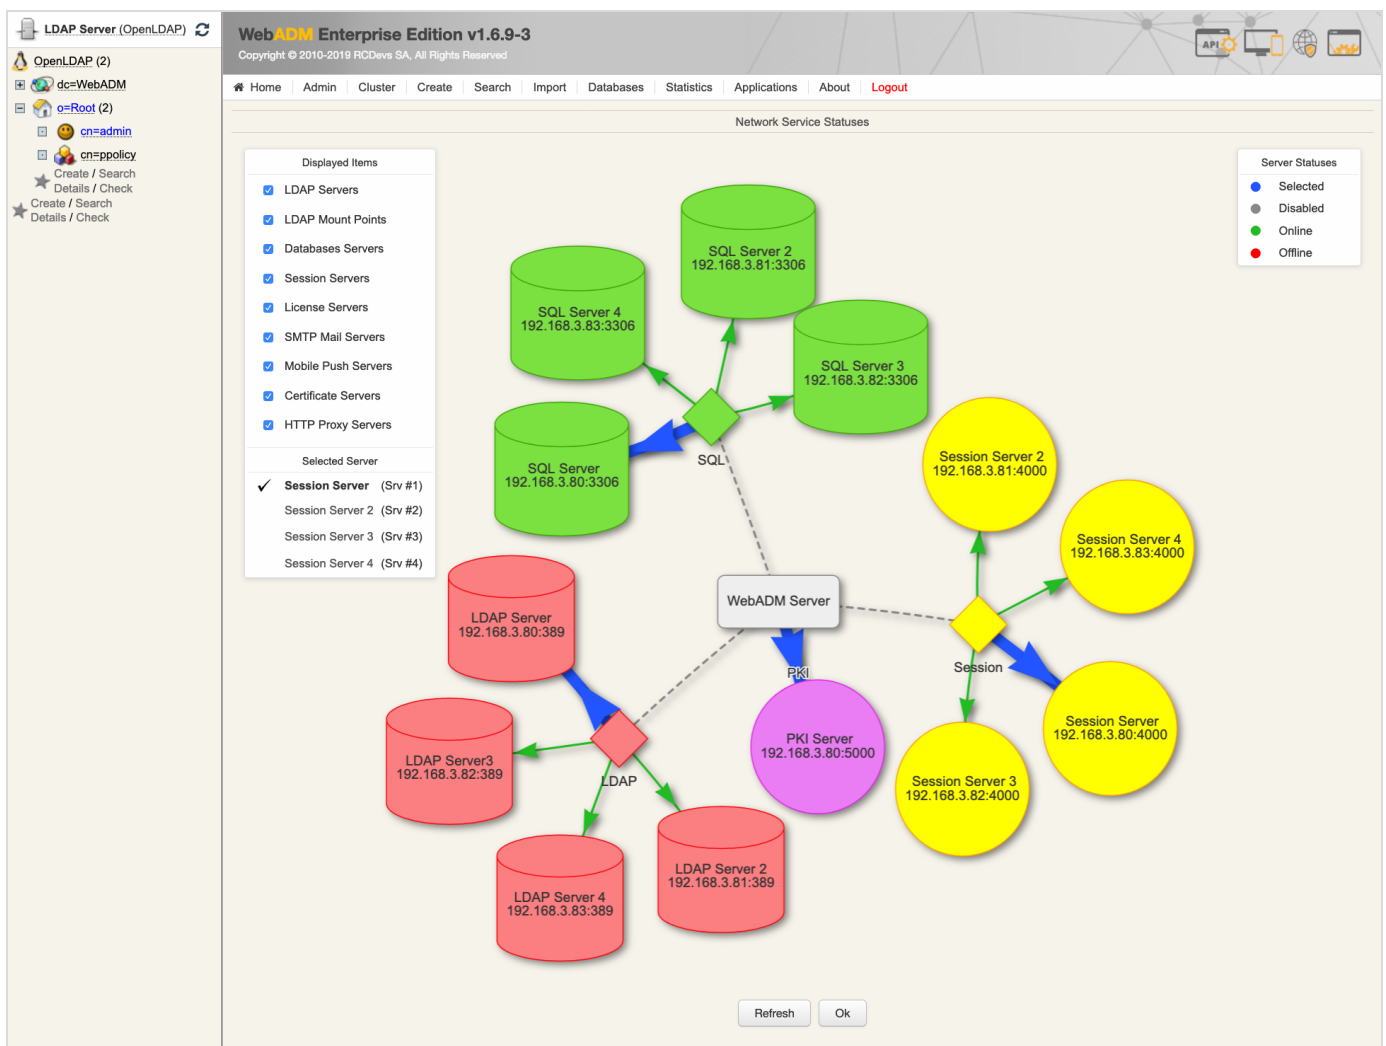 LDAP Server (OpenLDAP)
OpenLDAP (2)
dc=WebADM
o=Root (2)
cn=admin
cn=ppolicy
Create / Search
Details / Check
Create / Search
Details / Check
WebADM Enterprise Edition v1.6.9-3
Copyright © 2010-2019 RCDevs SA, All Rights Reserved
API
Home Admin Cluster Create Search Import Databases Statistics Applications About Logout
Network Service Statuses
Displayed Items
LDAP Servers
LDAP Mount Points
Databases Servers
Session Servers
License Servers
SMTP Mail Servers
Mobile Push Servers
Certificate Servers
HTTP Proxy Servers
Selected Server
Session Server (Srv #1)
Session Server 2 (Srv #2)
Session Server 3 (Srv #3)
Session Server 4 (Srv #4)
Server Statuses
Selected
Disabled
Online
Offline
SQL Server 2
192.168.3.81:3306
SQL Server 4
192.168.3.83:3306
SQL Server 3
192.168.3.82:3306
SQL Server
192.168.3.80:3306
SQL
Session Server 2
192.168.3.81:4000
Session Server 4
192.168.3.83:4000
WebADM Server
LDAP Server
192.168.3.80:389
PKI
Session
Session Server
192.168.3.80:4000
PKI Server
192.168.3.80:5000
LDAP Server3
192.168.3.82:389
LDAP
Session Server 3
192.168.3.82:4000
LDAP Server 2
192.168.3.81:389
LDAP Server 4
192.168.3.83:389
Refresh
Ok